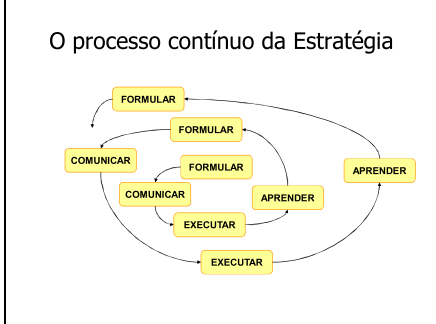 O processo contínuo da Estratégia
FORMULAR
FORMULAR
COMUNICAR
FORMULAR
APRENDER
COMUNICAR
APRENDER
EXECUTAR
EXECUTAR